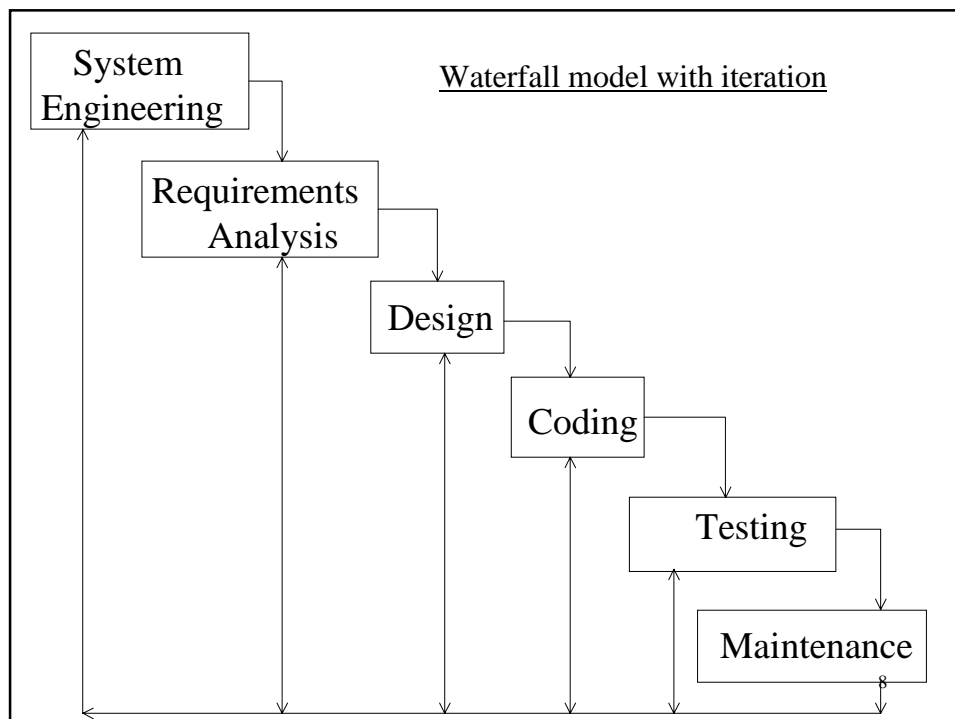 System
Engineering
Waterfall model with iteration
Requirements
Analysis
Design
Coding
Testing
Maintenance
8